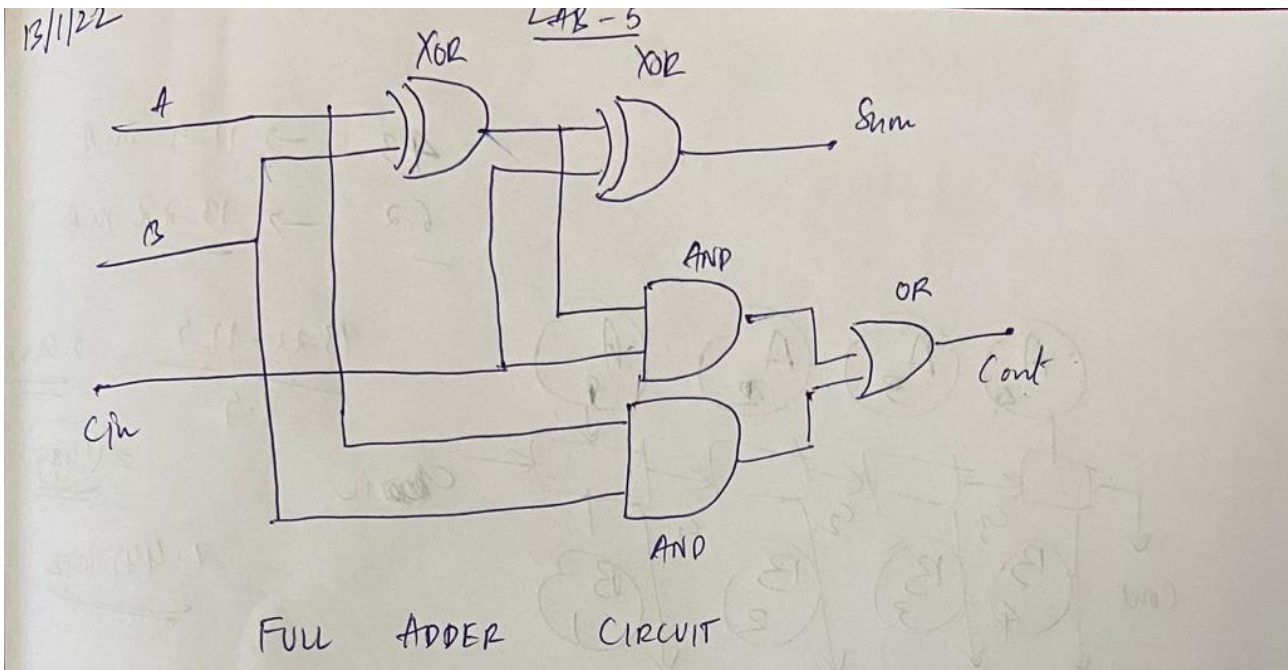 13/1/22
LAB - 5
XOR
XOR
A
Sum
B
AND
OR
Cout
Cin
AND
FULL ADDER CIRCUIT